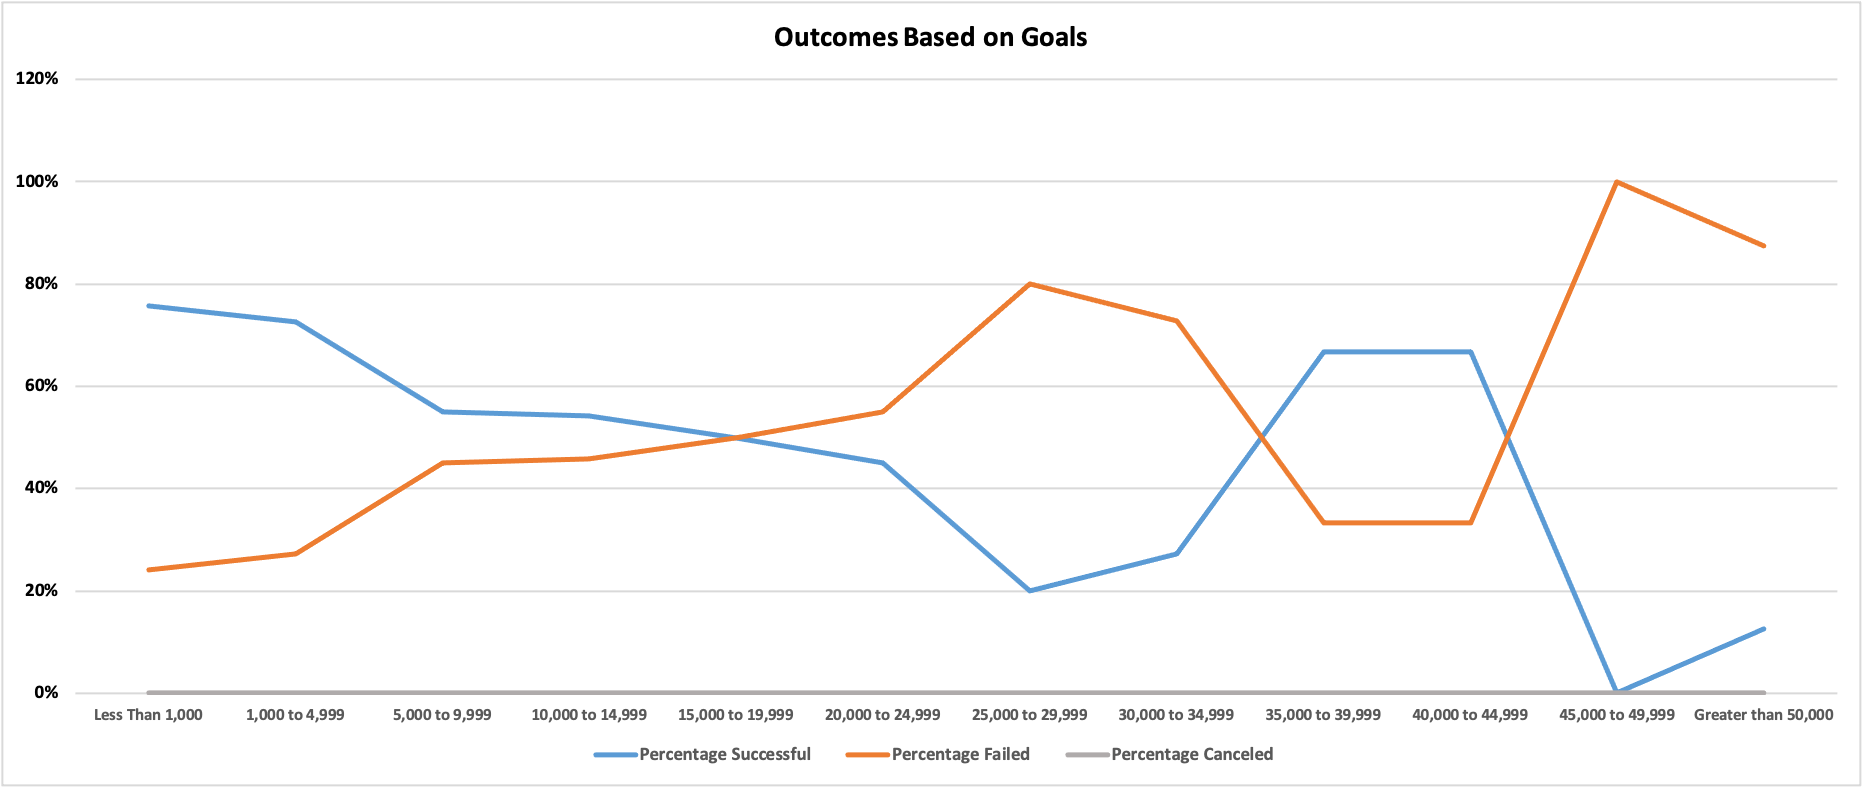 Outcomes Based on Goals
120%
100%
80%
60%
40%
20%
0%
Less Than 1,000 1,000 to 4,999 5,000 to 9,999 10,000 to 14,999 15,000 to 19,999 20,000 to 24,999 25,000 to 29,999 30,000 to 34,999 35,000 to 39,999 40,000 to 44,999 45,000 to 49,999 Greater than 50,000
Percentage Successful Percentage Failed Percentage Canceled